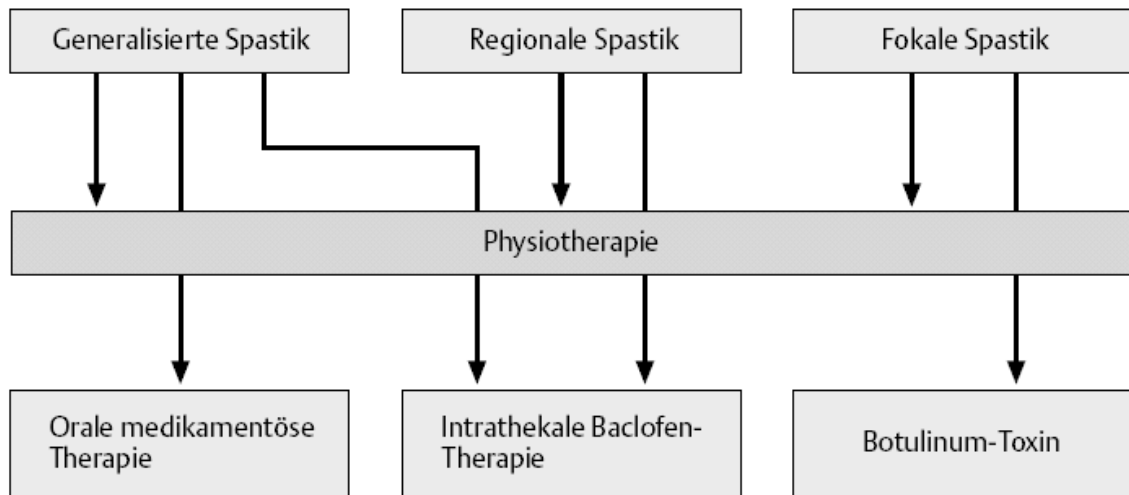 Generalisierte Spastik
Regionale Spastik
Fokale Spastik
Physiotherapie
Orale medikamentöse
Therapie
Intrathekale Baclofen-
Therapie
Botulinum-Toxin